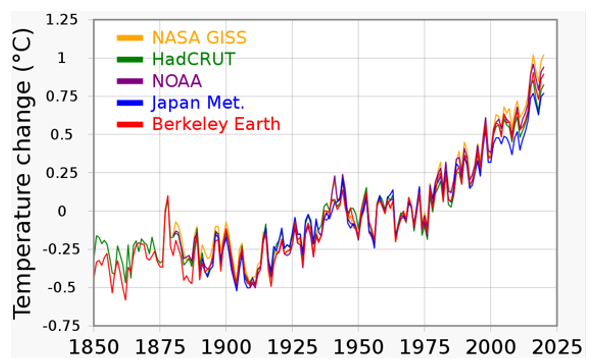 Temperature change (°C)
1.25
1
0.75
0.5
0.25
0
-0.25
-0.5
-0.75
NASA GISS
HadCRUT
NOAA
Japan Met.
Berkeley Earth
1850 1875 1900 1925 1950 1975 2000 2025